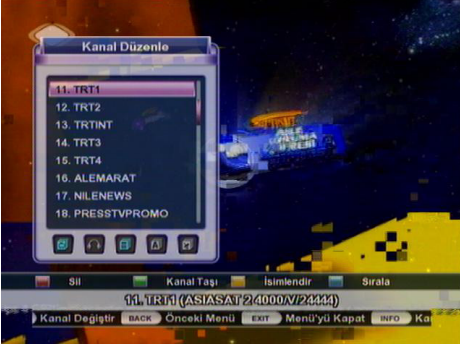 Kanal Düzenle
11. TRT1
12. TRT2
13. TRTINT
14. TRT3
15. TRT4
16. ALEMARAT
17. NILENEWS
18. PRESSTVPROMO
Sil Kanal Taşı İsimlendir Sırala
11. TRT1 (ASIASAT 2 4000/V/24444)
Kanal Değiştir BACK Önceki Menü EXIT Menü'yü Kapat INFO Ka